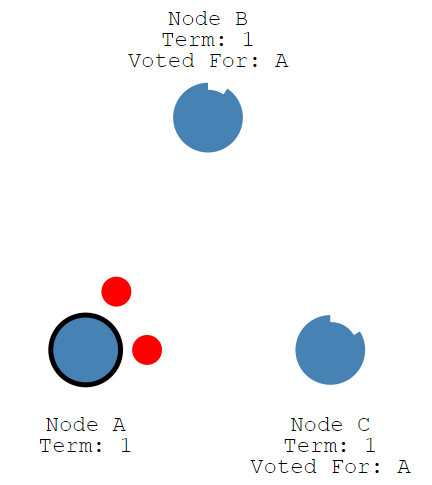 Node B
Term: 1
Voted For: A
Node A
Term: 1
Node C
Term: 1
Voted For: A